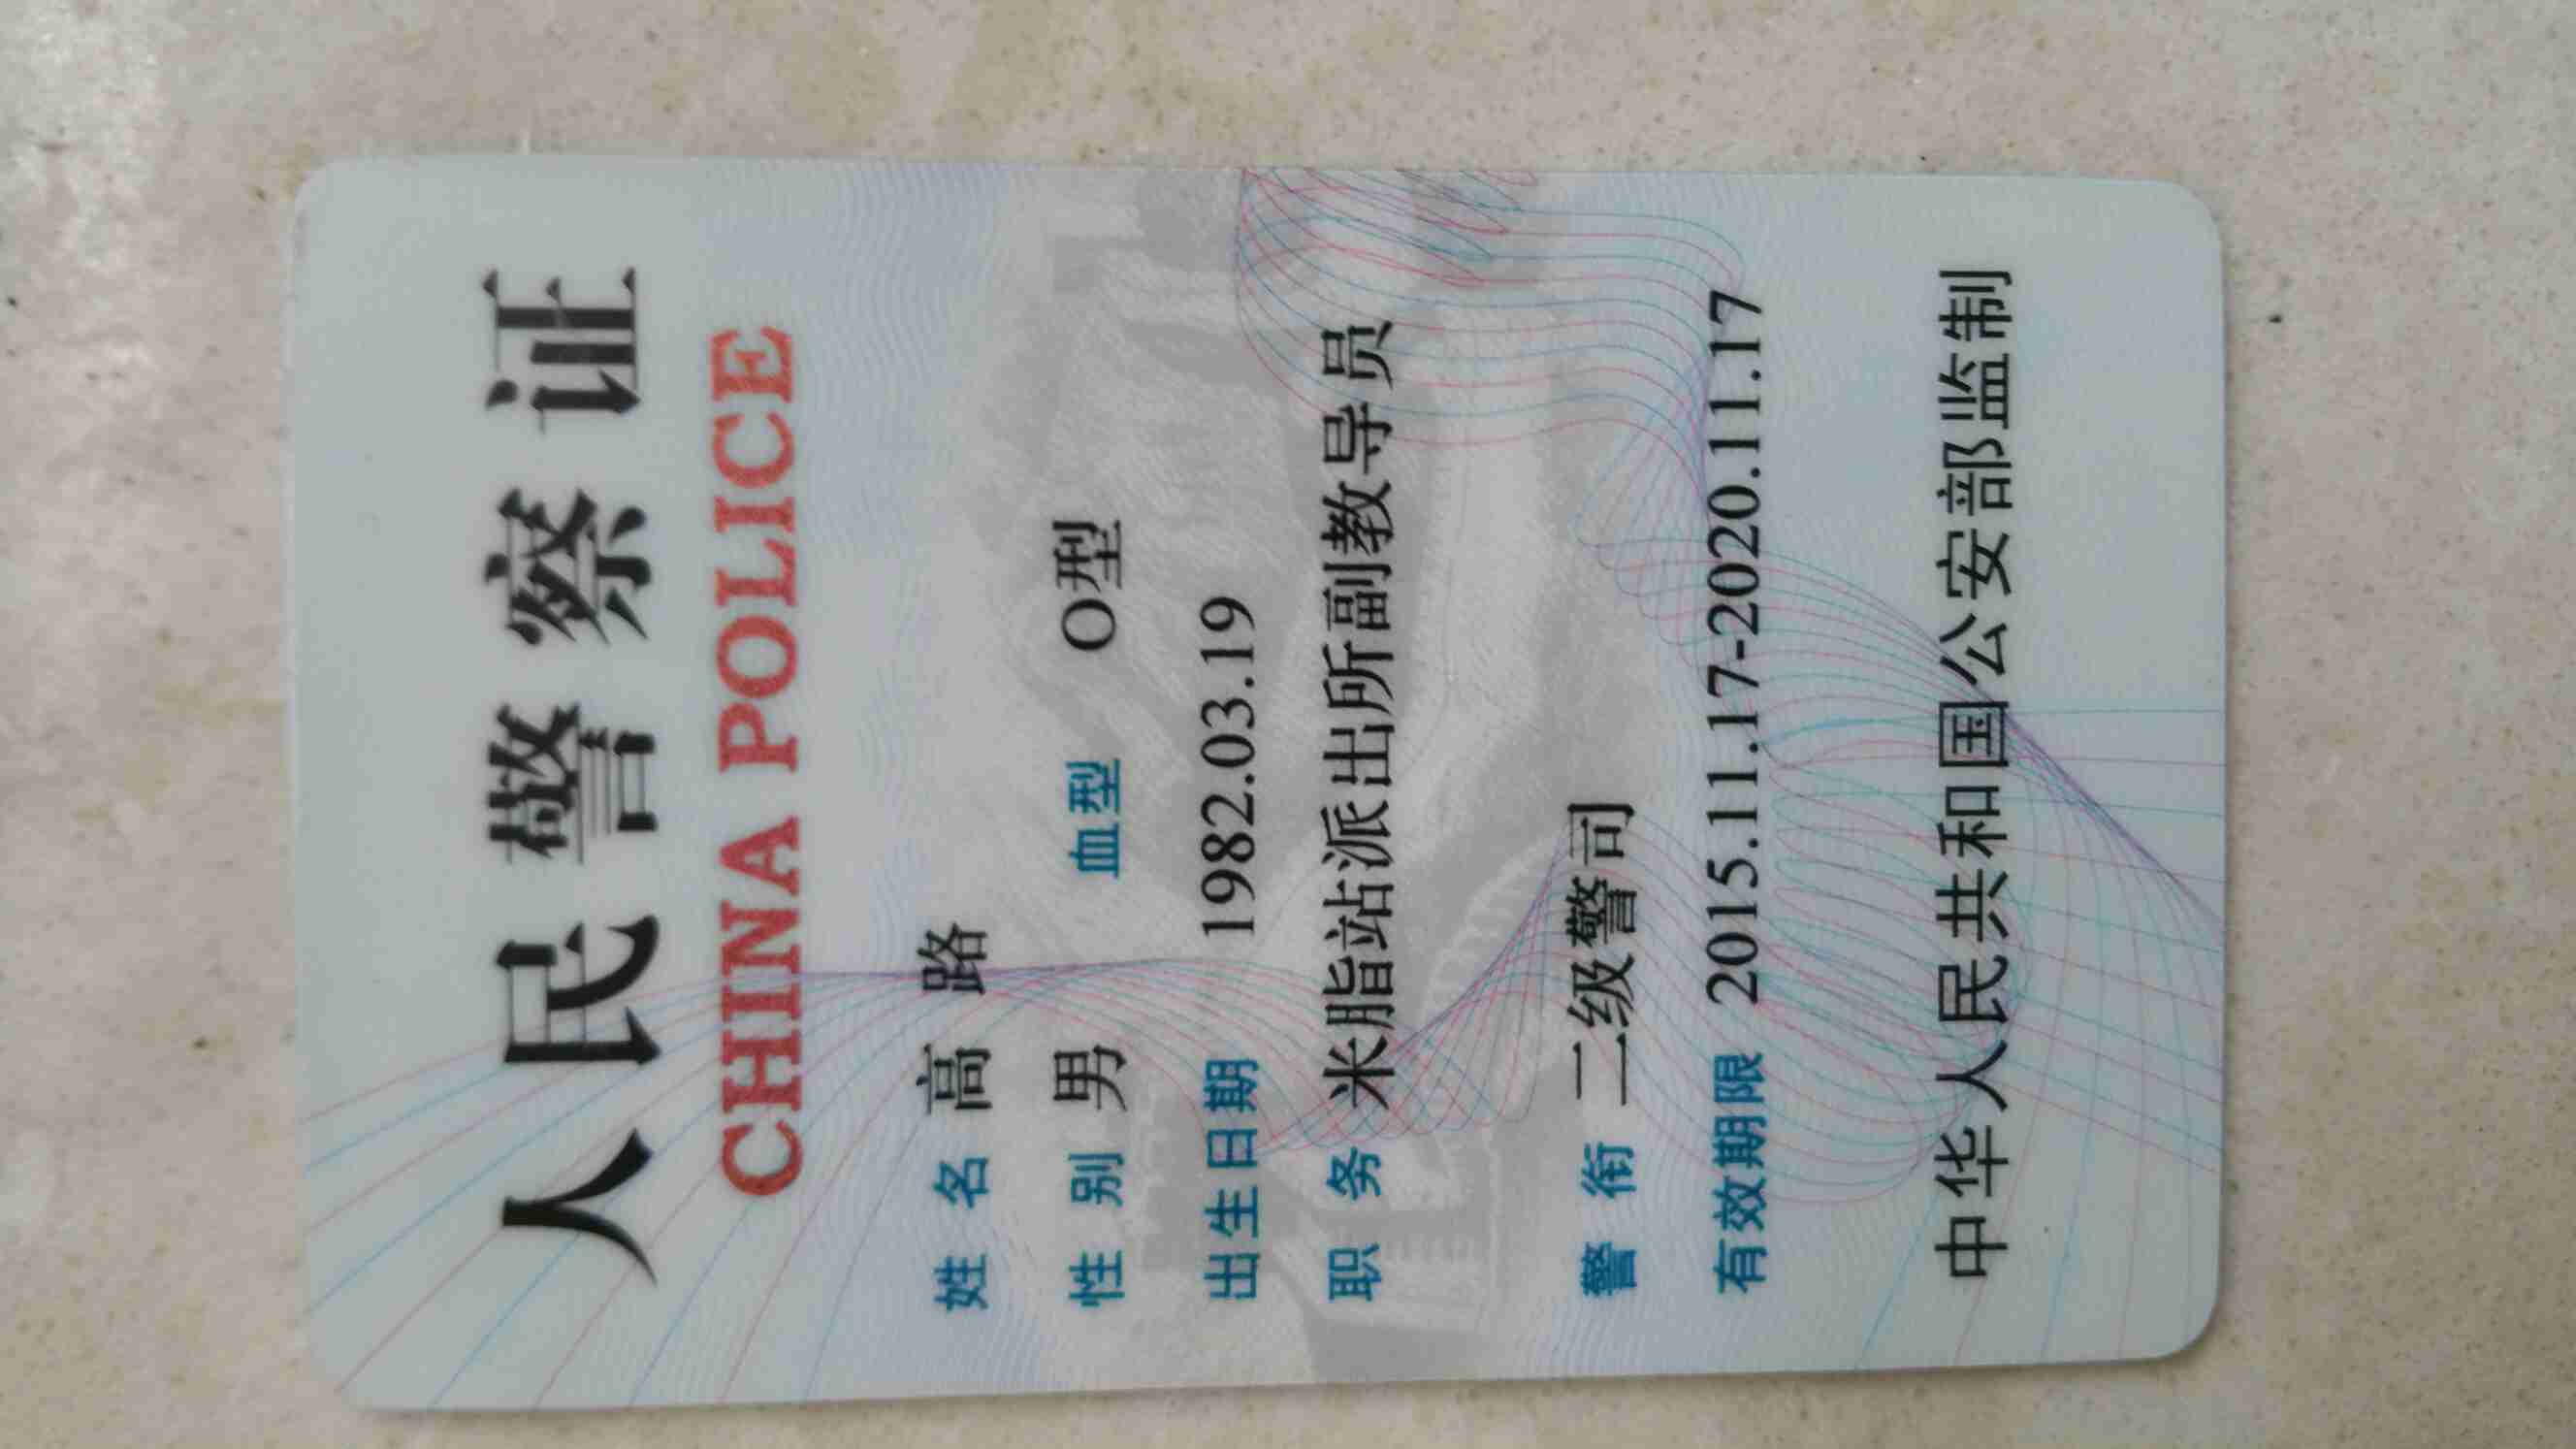 人民警察证
CHINA POLICE
姓 名 高 路
性 别 男 血型 O型
出生日期 1982.03.19
职 务 米脂站派出所副教导员
警 衔 二级警司
有效期限 2015.11.17-2020.11.17
中华人民共和国公安部监制